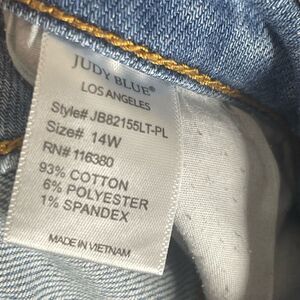 JUDY BLUE®
LOS ANGELES
Style# JB82155LT-PL
Size# 14W
RN# 116380
93% COTTON
6% POLYESTER
1% SPANDEX
MADE IN VIETNAM